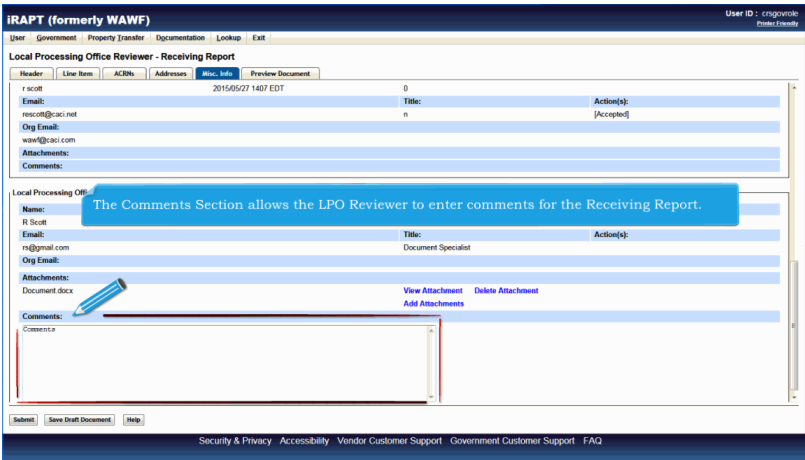 iRAPT (formerly WAWF)
User ID : crsgovrole
Printer Friendly
User Government Property Transfer Documentation Lookup Exit
Local Processing Office Reviewer - Receiving Report
Header Line Item ACRNs Addresses Misc. Info Preview Document
r scott 2015/05/27 1407 EDT 0
Email: Title: Action(s):
rescott@caci.net n [Accepted]
Org Email:
wawf@caci.com
Attachments:
Comments:
Local Processing Offi
The Comments Section allows the LPO Reviewer to enter comments for the Receiving Report.
Name:
R Scott
Email: Title: Action(s):
rs@gmail.com Document Specialist
Org Email:
Attachments:
Document.docx View Attachment Delete Attachment
Add Attachments
Comments:
Comments
Submit Save Draft Document Help
Security & Privacy Accessibility Vendor Customer Support Government Customer Support FAQ